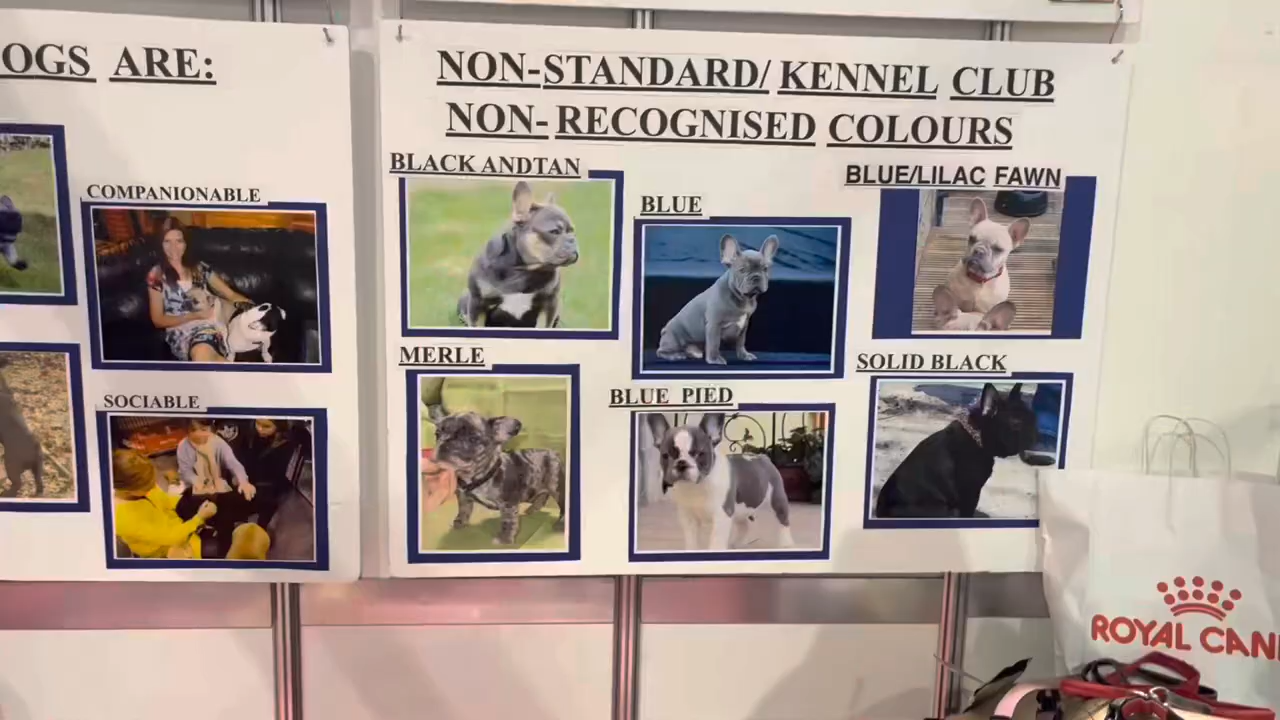 OGS ARE:
COMPANIONABLE
SOCIABLE
NON-STANDARD/ KENNEL CLUB
NON-RECOGNISED COLOURS
BLACK ANDTAN
BLUE
BLUE/LILAC FAWN
MERLE
BLUE PIED
SOLID BLACK
ROYAL CANI